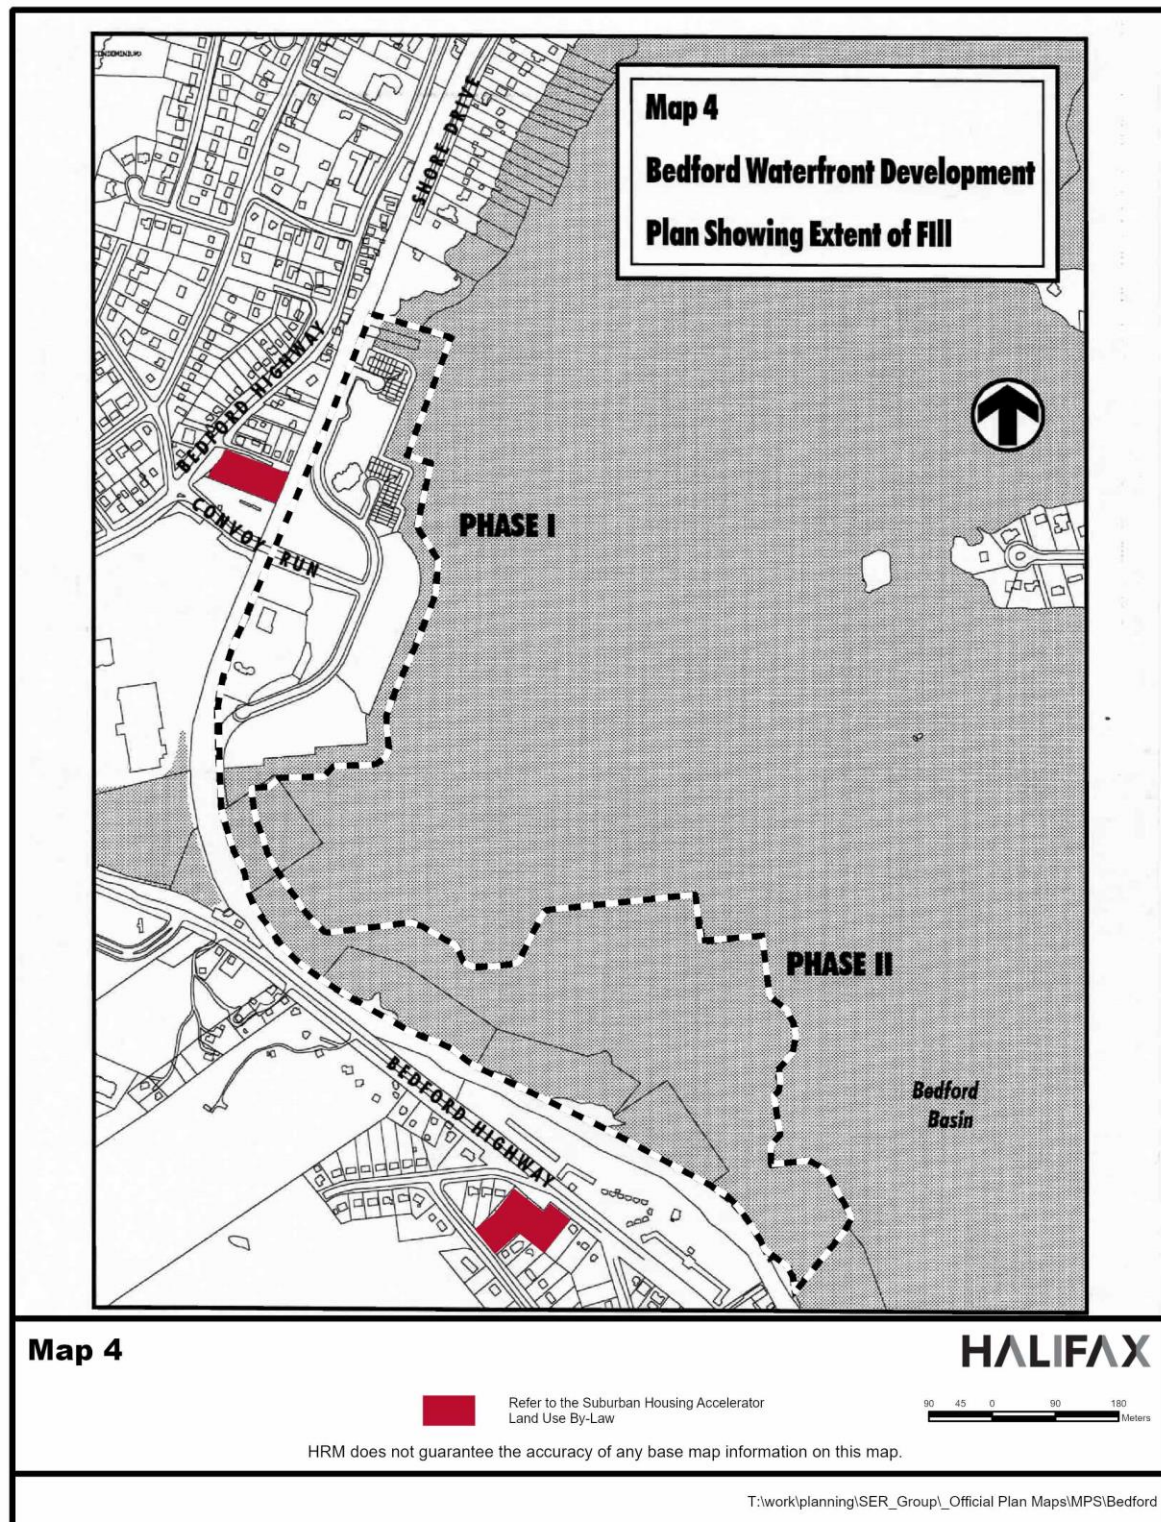 CONDOMINIUMS
Map 4
Bedford Waterfront Development
Plan Showing Extent of FIll
SHORE DRIVE
BEDFORD HIGHWAY
CONVOY RUN
PHASE I
PHASE II
Bedford
Basin
BEDFORD HIGHWAY
Map 4
HALIFAX
Refer to the Suburban Housing Accelerator
Land Use By-Law
90 45 0 90 180
Meters
HRM does not guarantee the accuracy of any base map information on this map.
T:\work\planning\SER_Group\_Official Plan Maps\MPS\Bedford